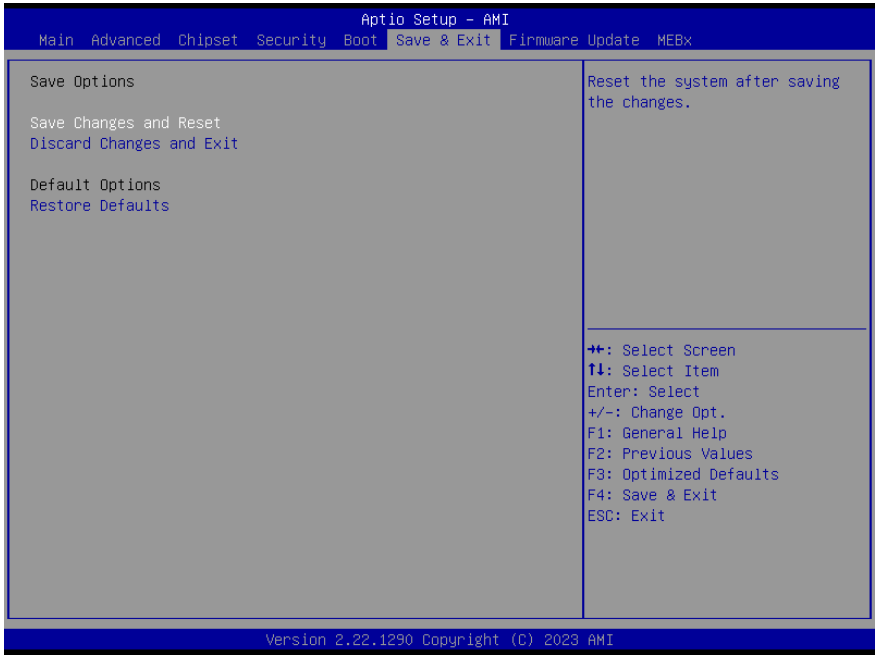 Aptio Setup – AMI
Main Advanced Chipset Security Boot Save & Exit Firmware Update MEBx
Save Options
Save Changes and Reset
Discard Changes and Exit
Default Options
Restore Defaults
Reset the system after saving
the changes.
→←: Select Screen
↑↓: Select Item
Enter: Select
+/-: Change Opt.
F1: General Help
F2: Previous Values
F3: Optimized Defaults
F4: Save & Exit
ESC: Exit
Version 2.22.1290 Copyright (C) 2023 AMI